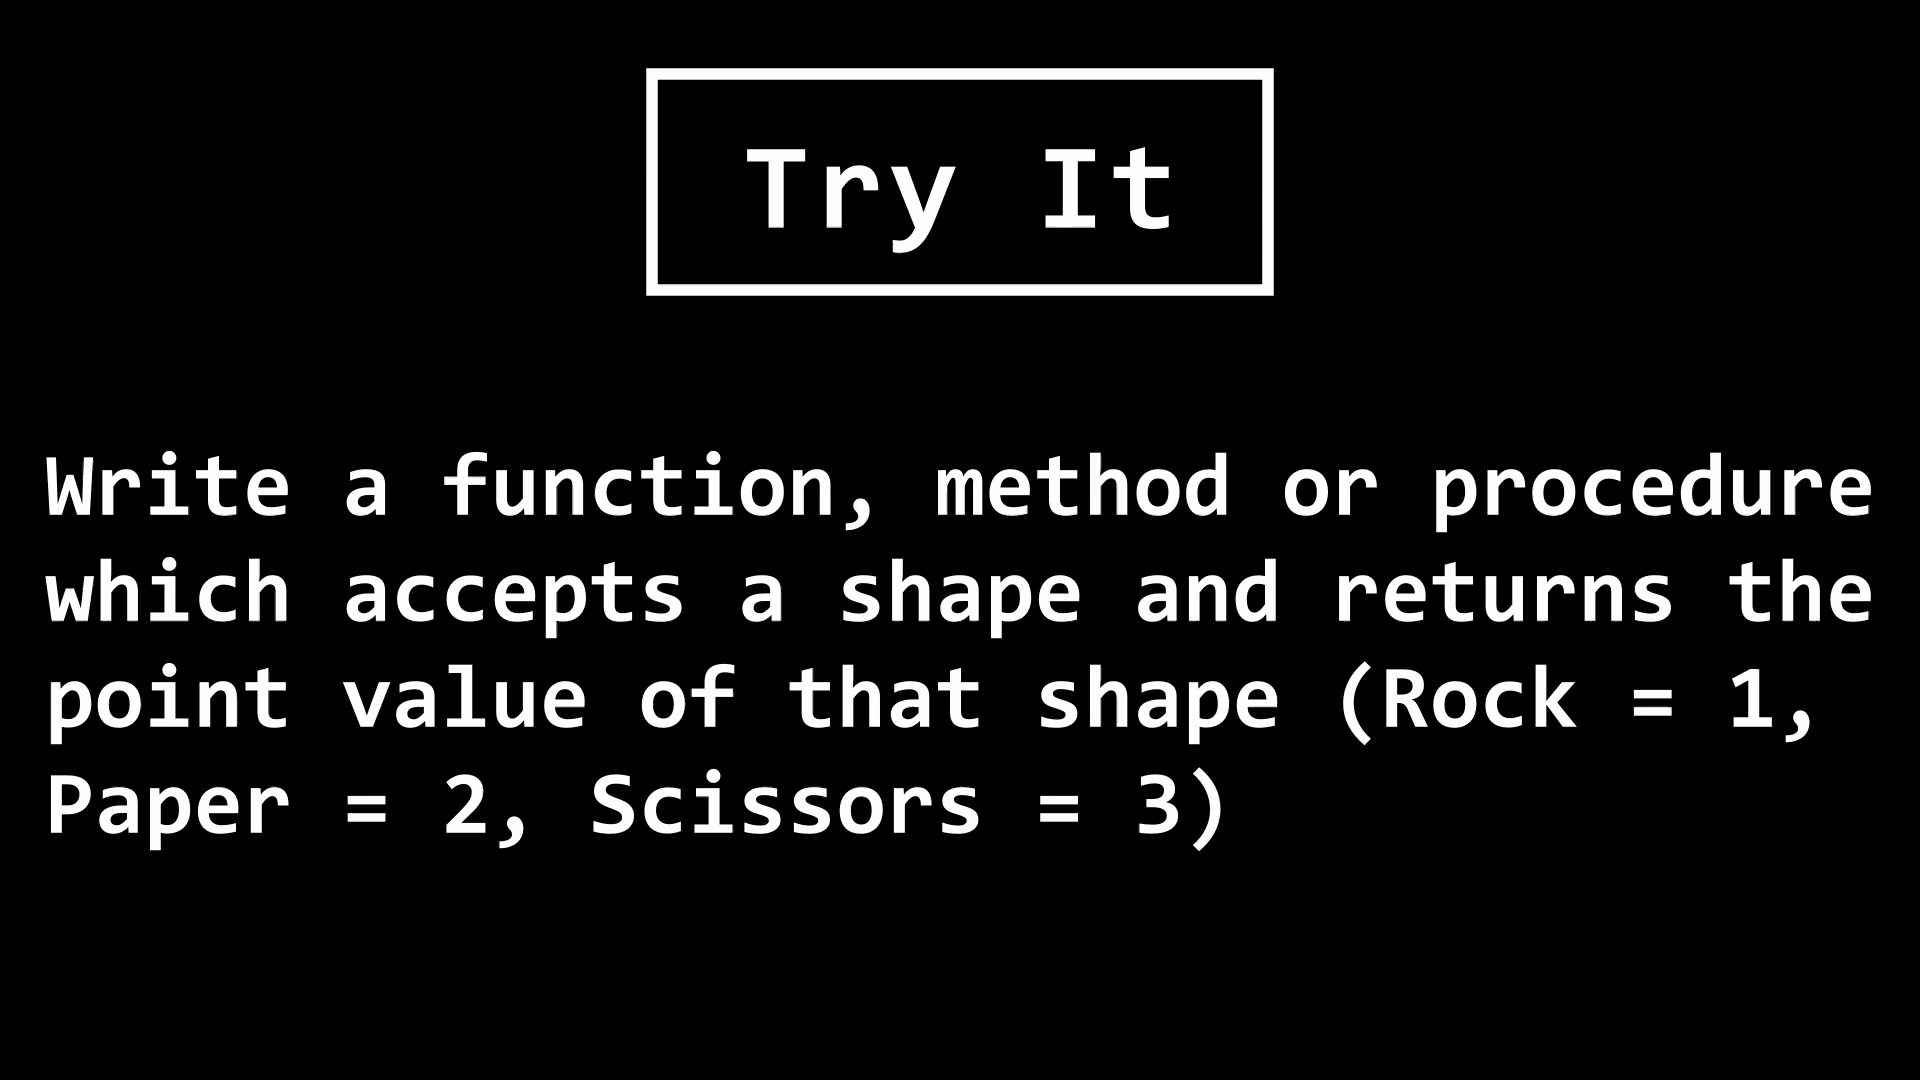 Try It
Write a function, method or procedure
which accepts a shape and returns the
point value of that shape (Rock = 1,
Paper = 2, Scissors = 3)